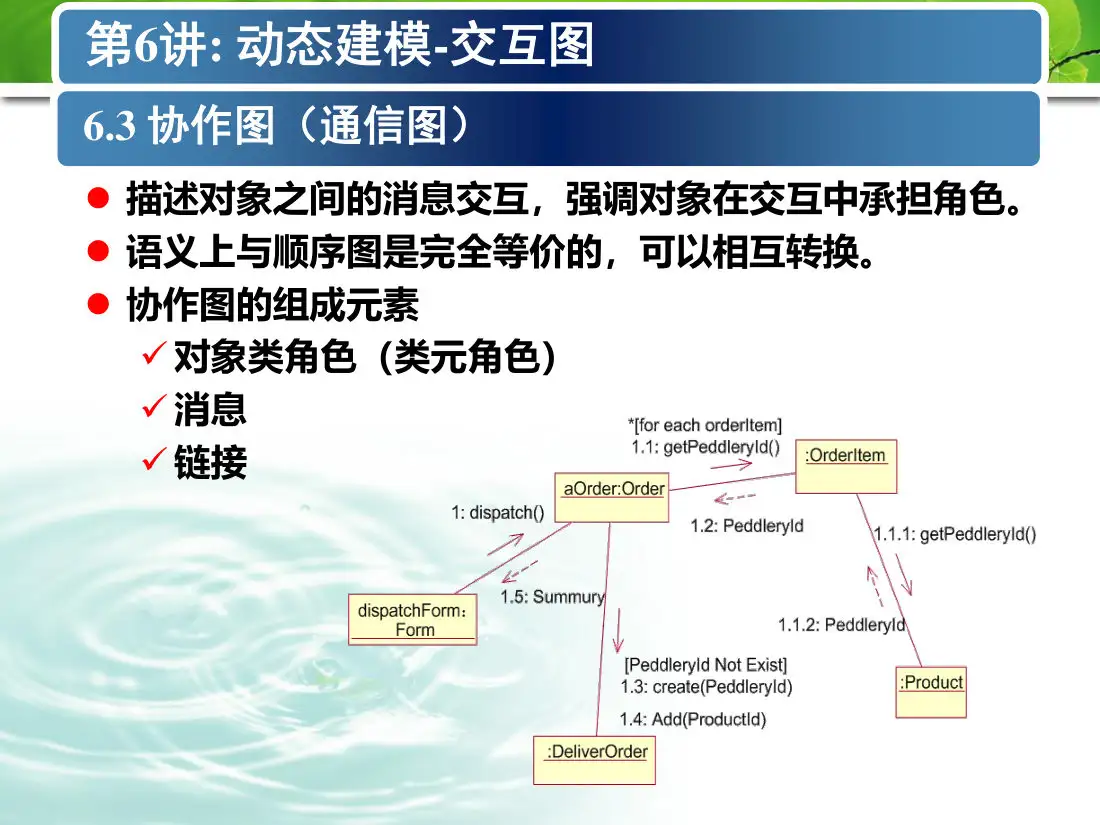 第6讲: 动态建模-交互图
6.3 协作图（通信图）
描述对象之间的消息交互，强调对象在交互中承担角色。
语义上与顺序图是完全等价的，可以相互转换。
协作图的组成元素
对象类角色（类元角色）
消息
链接
*[for each orderItem]
1.1: getPeddleryId()
:OrderItem
aOrder:Order
1: dispatch()
1.2: PeddleryId
1.1.1: getPeddleryId()
1.5: Summury
dispatchForm：
Form
1.1.2: PeddleryId
[PeddleryId Not Exist]
1.3: create(PeddleryId)
:Product
1.4: Add(ProductId)
:DeliverOrder